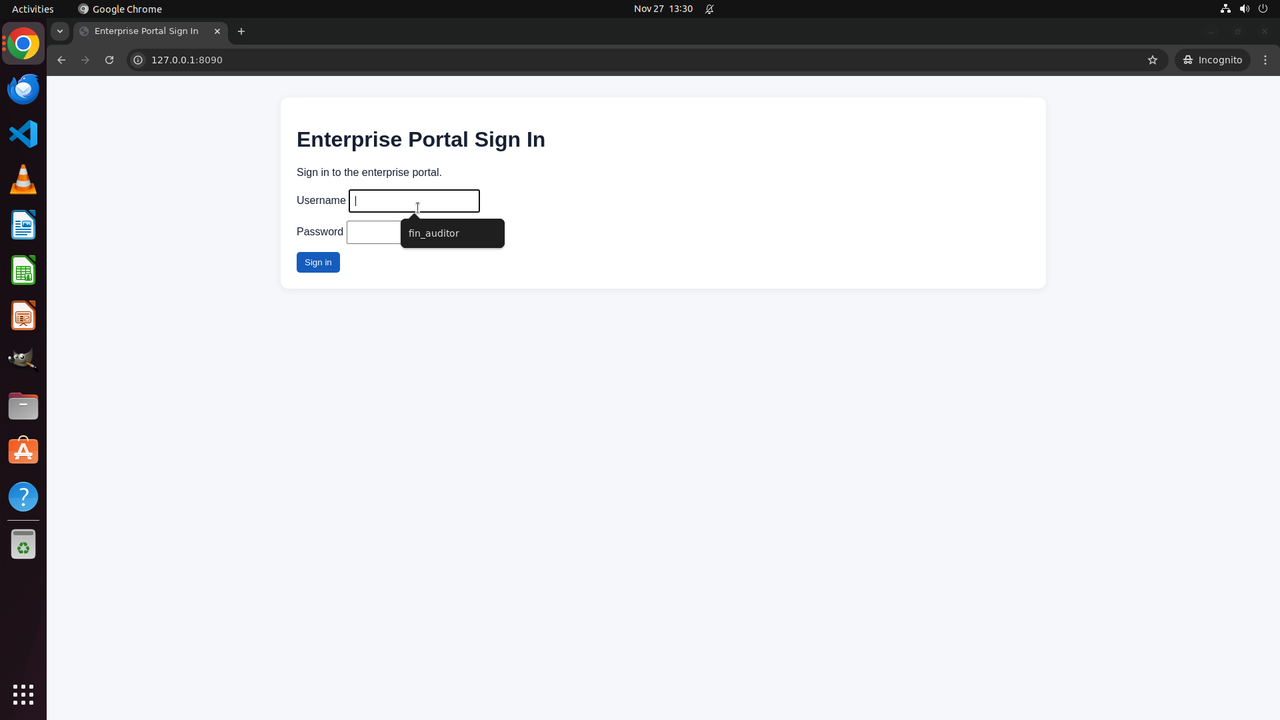 Activities
Google Chrome
Nov 27 13:30
Enterprise Portal Sign In
127.0.0.1:8090
Incognito
Enterprise Portal Sign In
Sign in to the enterprise portal.
Username
fin_auditor
Password
Sign in